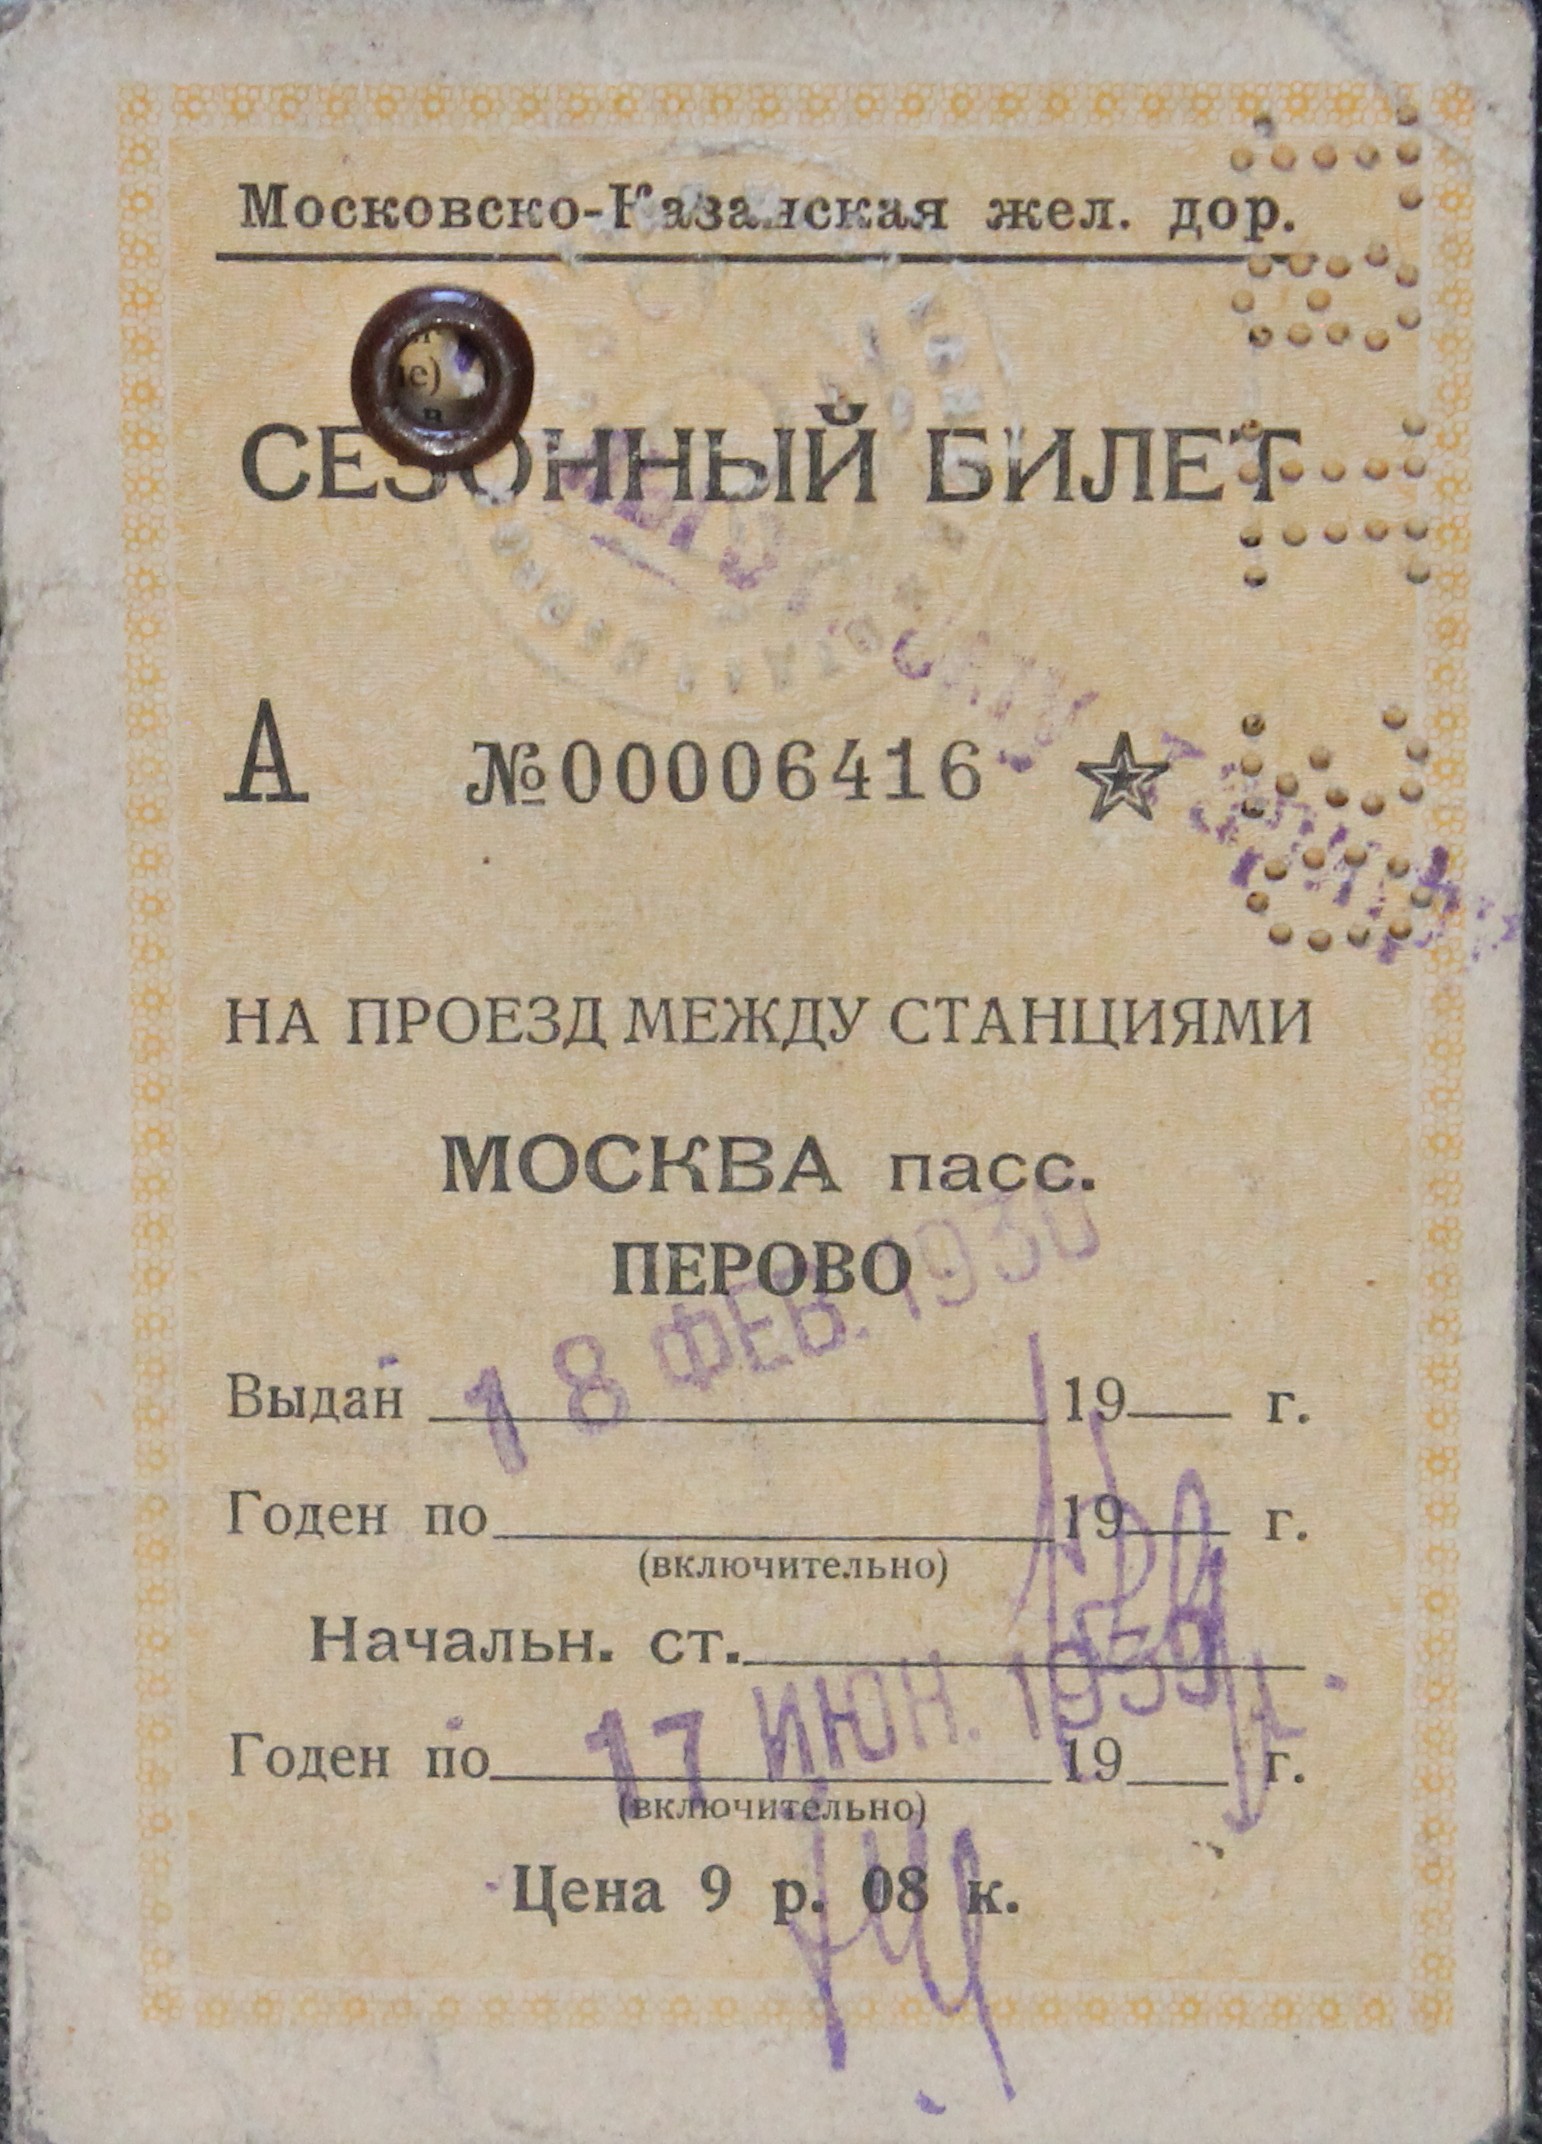 Московско-Казанская жел. дор.
СЕЗОННЫЙ БИЛЕТ
А №00006416
НА ПРОЕЗД МЕЖДУ СТАНЦИЯМИ
МОСКВА пасс.
ПЕРОВО
Выдан 18 ФЕВ. 1930 19 г.
Годен по 19 г.
(включительно)
Начальн. ст.
Годен по 17 ИЮН. 1939 19 г.
(включительно)
Цена 9 р. 08 к.